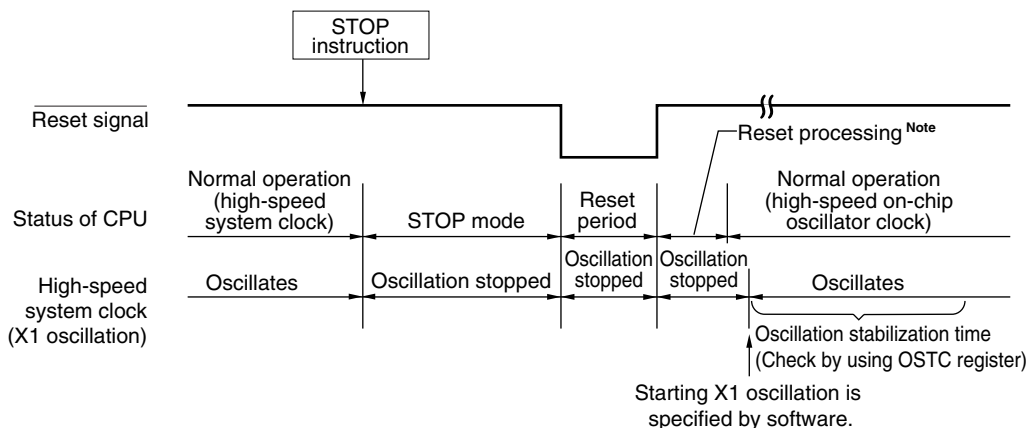 STOP
instruction
Reset signal
Reset processing Note
Status of CPU
Normal operation
(high-speed
system clock)
STOP mode
Reset
period
Normal operation
(high-speed on-chip
oscillator clock)
High-speed
system clock
(X1 oscillation)
Oscillates
Oscillation stopped
Oscillation
stopped
Oscillation
stopped
Oscillates
Oscillation stabilization time
(Check by using OSTC register)
Starting X1 oscillation is
specified by software.